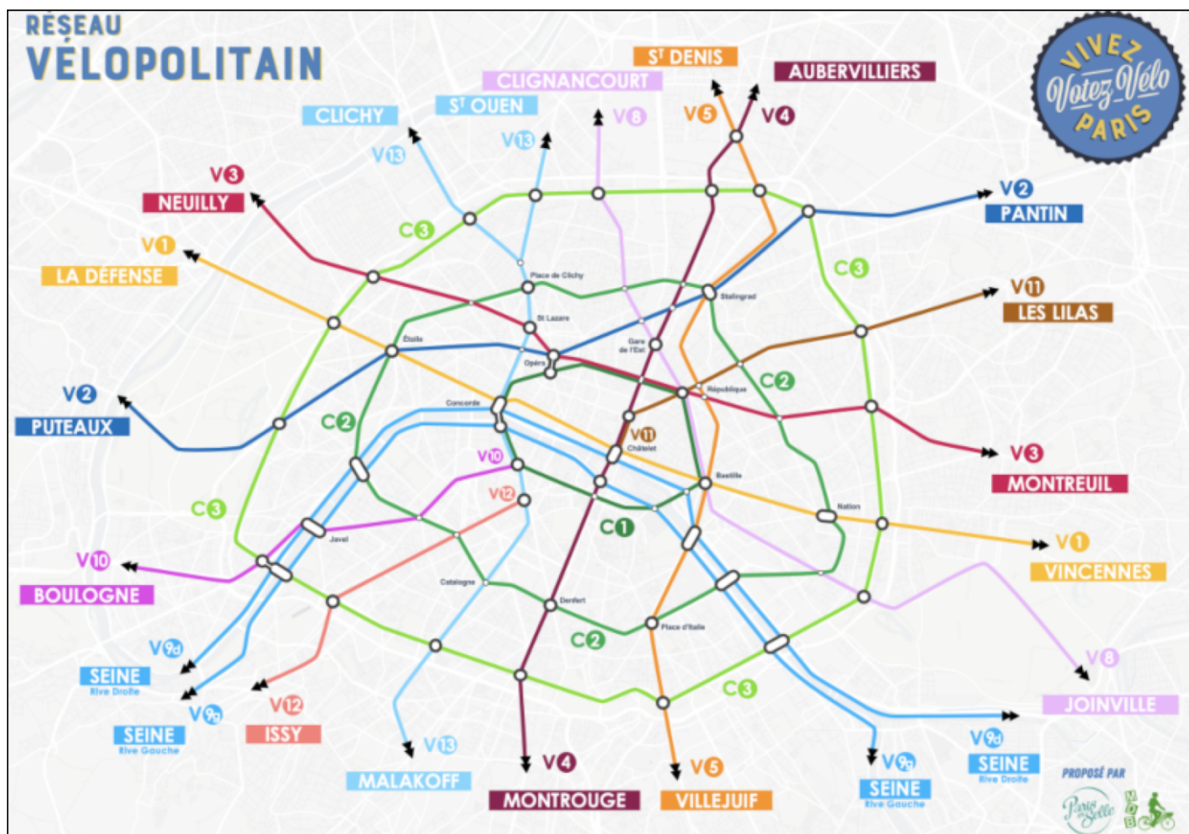 RÉSEAU
VÉLOPOLITAIN
VIVEZ
Votez Vélo
PARIS
ST DENIS
AUBERVILLIERS
CLIGNANCOURT
ST OUEN
CLICHY
V5
V4
V8
V13
V13
V3
NEUILLY
V2
PANTIN
C3
V1
LA DÉFENSE
C3
Place de Clichy
Stalingrad
V11
LES LILAS
St Lazare
Étoile
Gare
de l'Est
Opéra
C2
République
V2
PUTEAUX
Concorde
C2
V11
Châtelet
V3
MONTREUIL
V10
Bastille
V12
Nation
C3
C1
Javel
V1
VINCENNES
V10
BOULOGNE
Catalogne
Denfert
Place d'Italie
C2
V9d
SEINE
Rive Droite
V8
JOINVILLE
C3
V9g
SEINE
Rive Gauche
V12
ISSY
V13
MALAKOFF
V4
MONTROUGE
V5
VILLEJUIF
V9g
SEINE
Rive Gauche
V9d
SEINE
Rive Droite
PROPOSÉ PAR
Paris en Selle
MDB